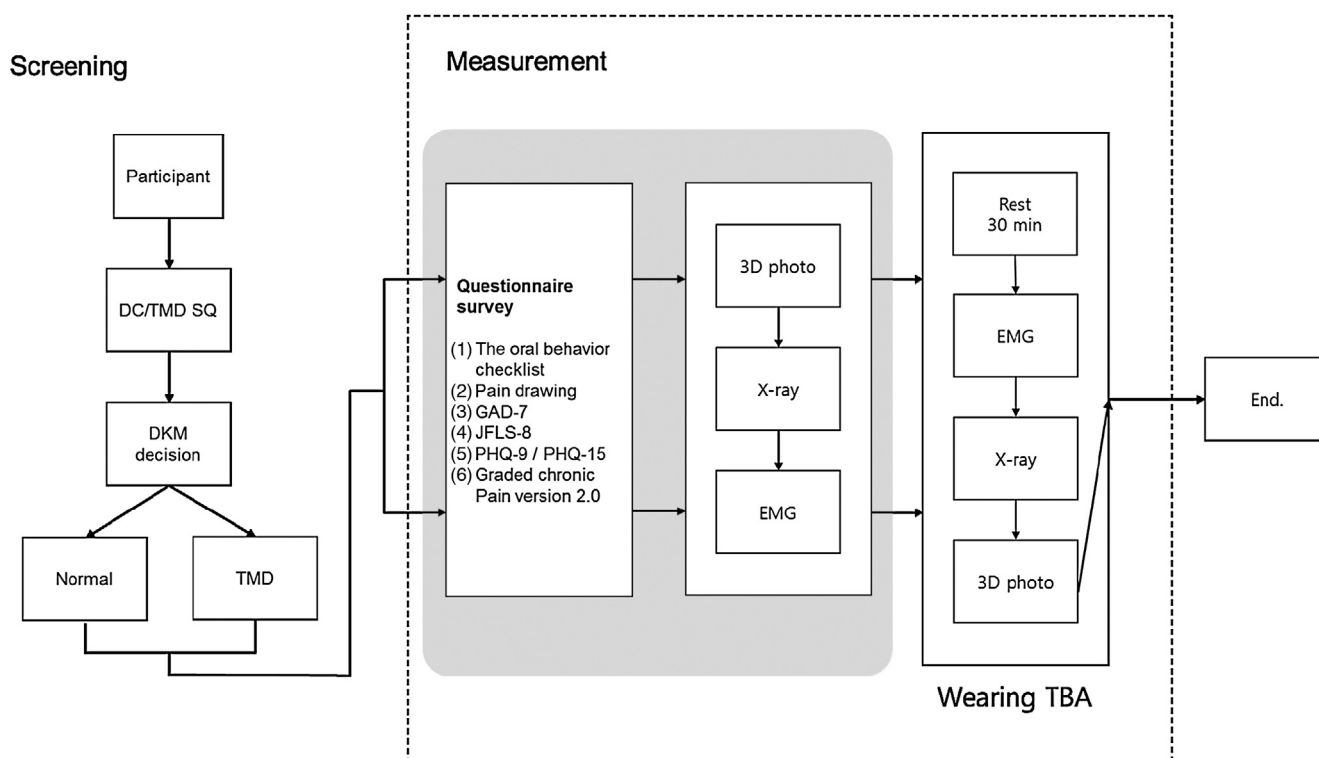 Screening
Participant
DC/TMD SQ
DKM
decision
Normal
TMD
Measurement
Questionnaire
survey
(1) The oral behavior
checklist
(2) Pain drawing
(3) GAD-7
(4) JFLS-8
(5) PHQ-9 / PHQ-15
(6) Graded chronic
Pain version 2.0
3D photo
X-ray
EMG
Rest
30 min
EMG
X-ray
3D photo
Wearing TBA
End.